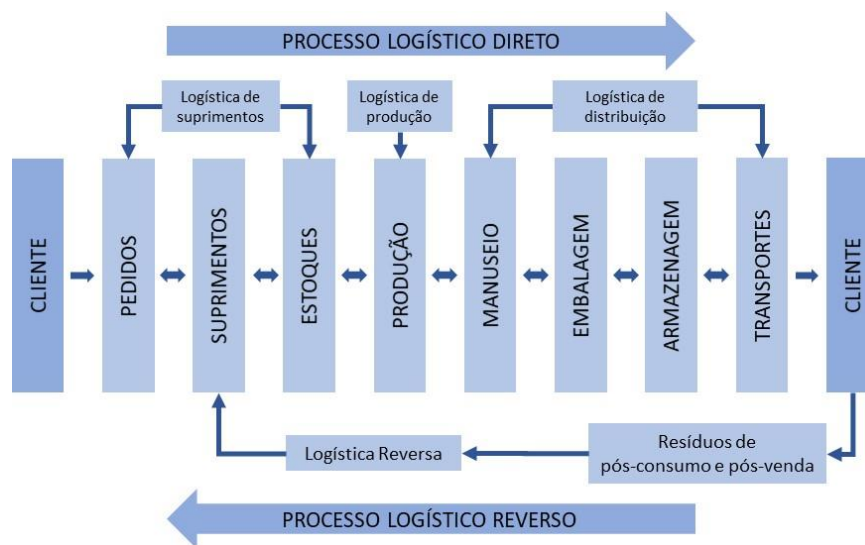 PROCESSO LOGÍSTICO DIRETO
Logística de
suprimentos
Logística de
produção
Logística de
distribuição
CLIENTE
PEDIDOS
SUPRIMENTOS
ESTOQUES
PRODUÇÃO
MANUSEIO
EMBALAGEM
ARMAZENAGEM
TRANSPORTES
CLIENTE
Logística Reversa
Resíduos de
pós-consumo e pós-venda
PROCESSO LOGÍSTICO REVERSO